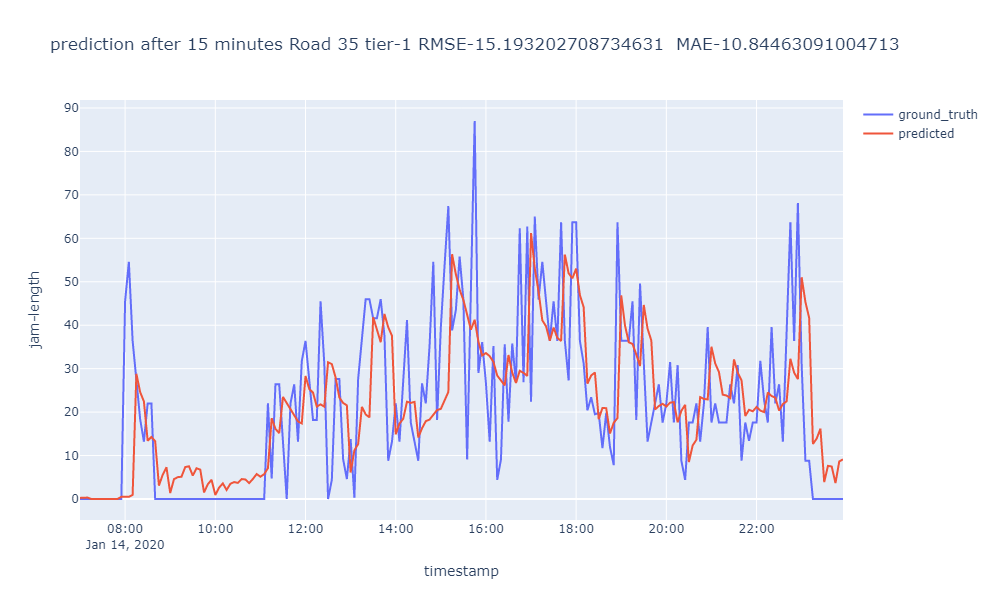 prediction after 15 minutes Road 35 tier-1 RMSE-15.193202708734631  MAE-10.84463091004713
ground_truth
predicted
90
80
70
60
50
40
30
20
10
0
jam-length
08:00 10:00 12:00 14:00 16:00 18:00 20:00 22:00
Jan 14, 2020
timestamp